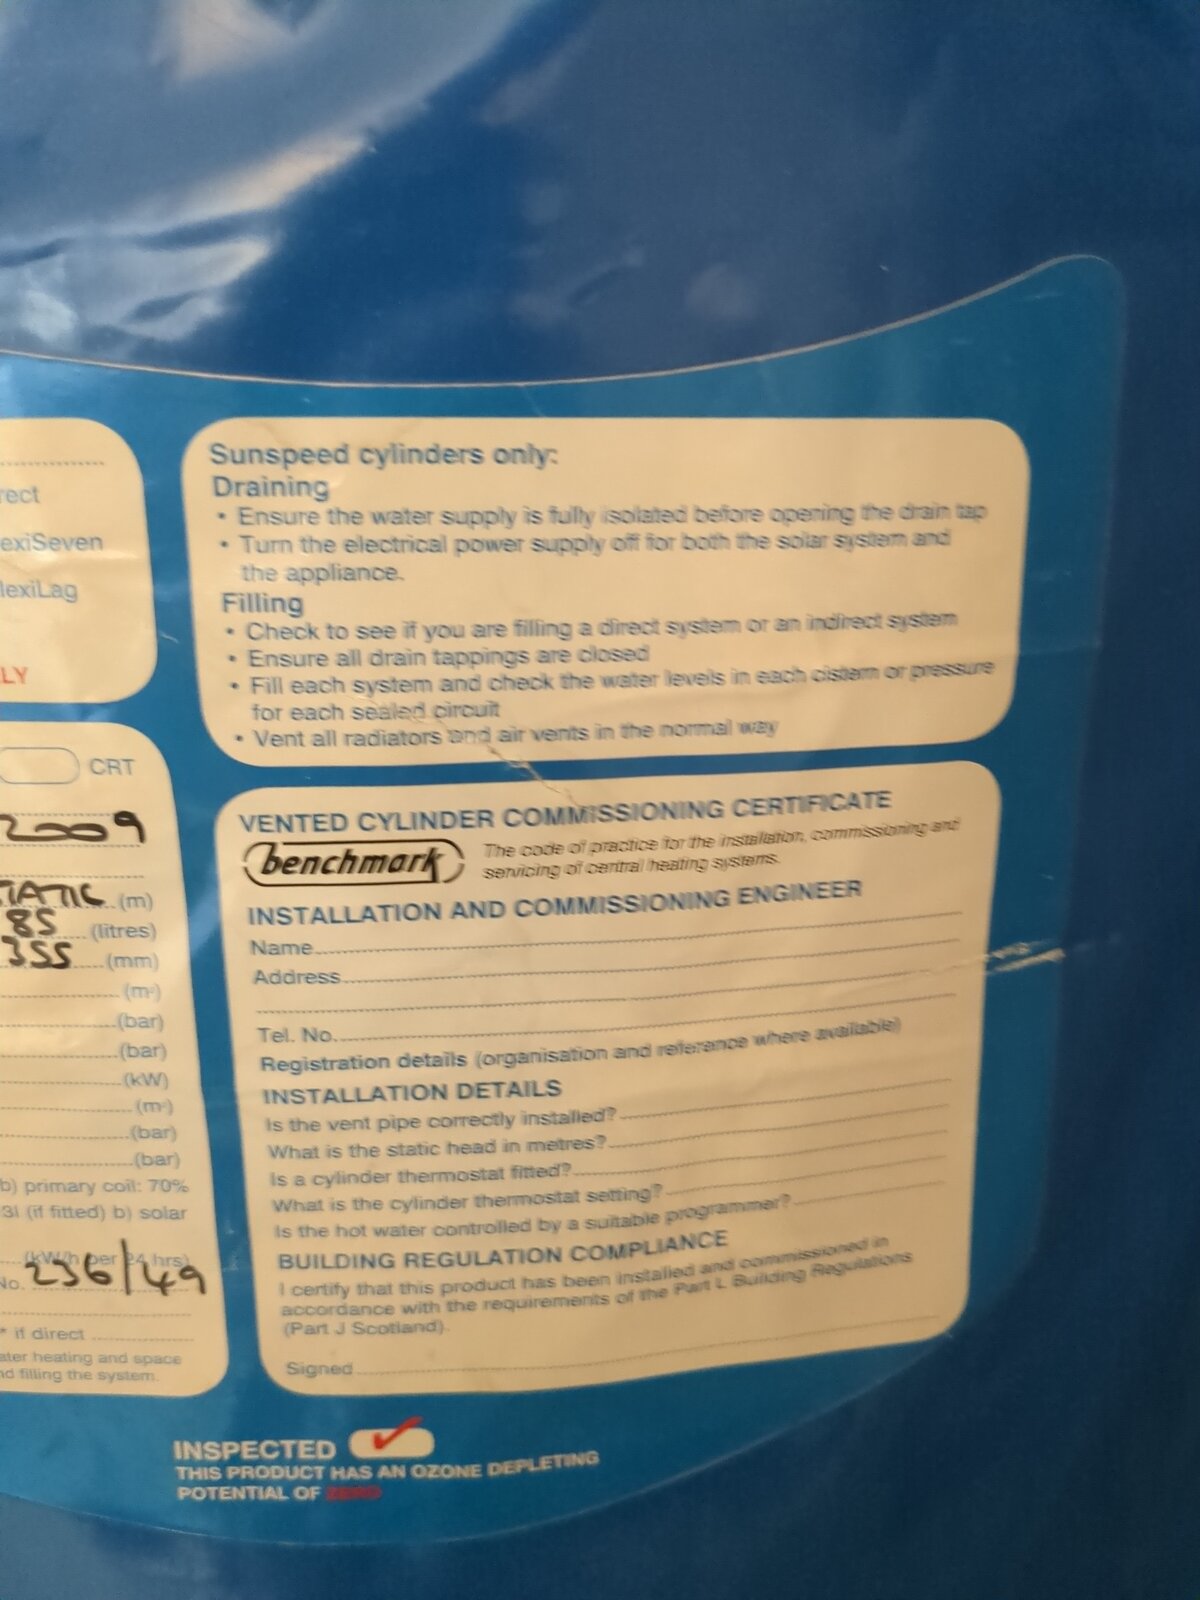 rect
exiSeven
lexiLag
LY
CRT
2009
TATIC (m)
85 (litres)
355 (mm)
(m²)
(bar)
(bar)
(kW)
(m²)
(bar)
(bar)
b) primary coil: 70%
3l (if fitted) b) solar
(kW/h per 24 hrs)
No. 236/49
* if direct
ater heating and space
nd filling the system.
Sunspeed cylinders only:
Draining
• Ensure the water supply is fully isolated before opening the drain tap
• Turn the electrical power supply off for both the solar system and
the appliance.
Filling
• Check to see if you are filling a direct system or an indirect system
• Ensure all drain tappings are closed
• Fill each system and check the water levels in each cistern or pressure
for each sealed circuit
• Vent all radiators and air vents in the normal way
VENTED CYLINDER COMMISSIONING CERTIFICATE
benchmark
The code of practice for the installation, commissioning and
servicing of central heating systems.
INSTALLATION AND COMMISSIONING ENGINEER
Name
Address
Tel. No.
Registration details (organisation and reference where available)
INSTALLATION DETAILS
Is the vent pipe correctly installed?
What is the static head in metres?
Is a cylinder thermostat fitted?
What is the cylinder thermostat setting?
Is the hot water controlled by a suitable programmer?
BUILDING REGULATION COMPLIANCE
I certify that this product has been installed and commissioned in
accordance with the requirements of the Part L Building Regulations
(Part J Scotland).
Signed
INSPECTED
THIS PRODUCT HAS AN OZONE DEPLETING
POTENTIAL OF ZERO